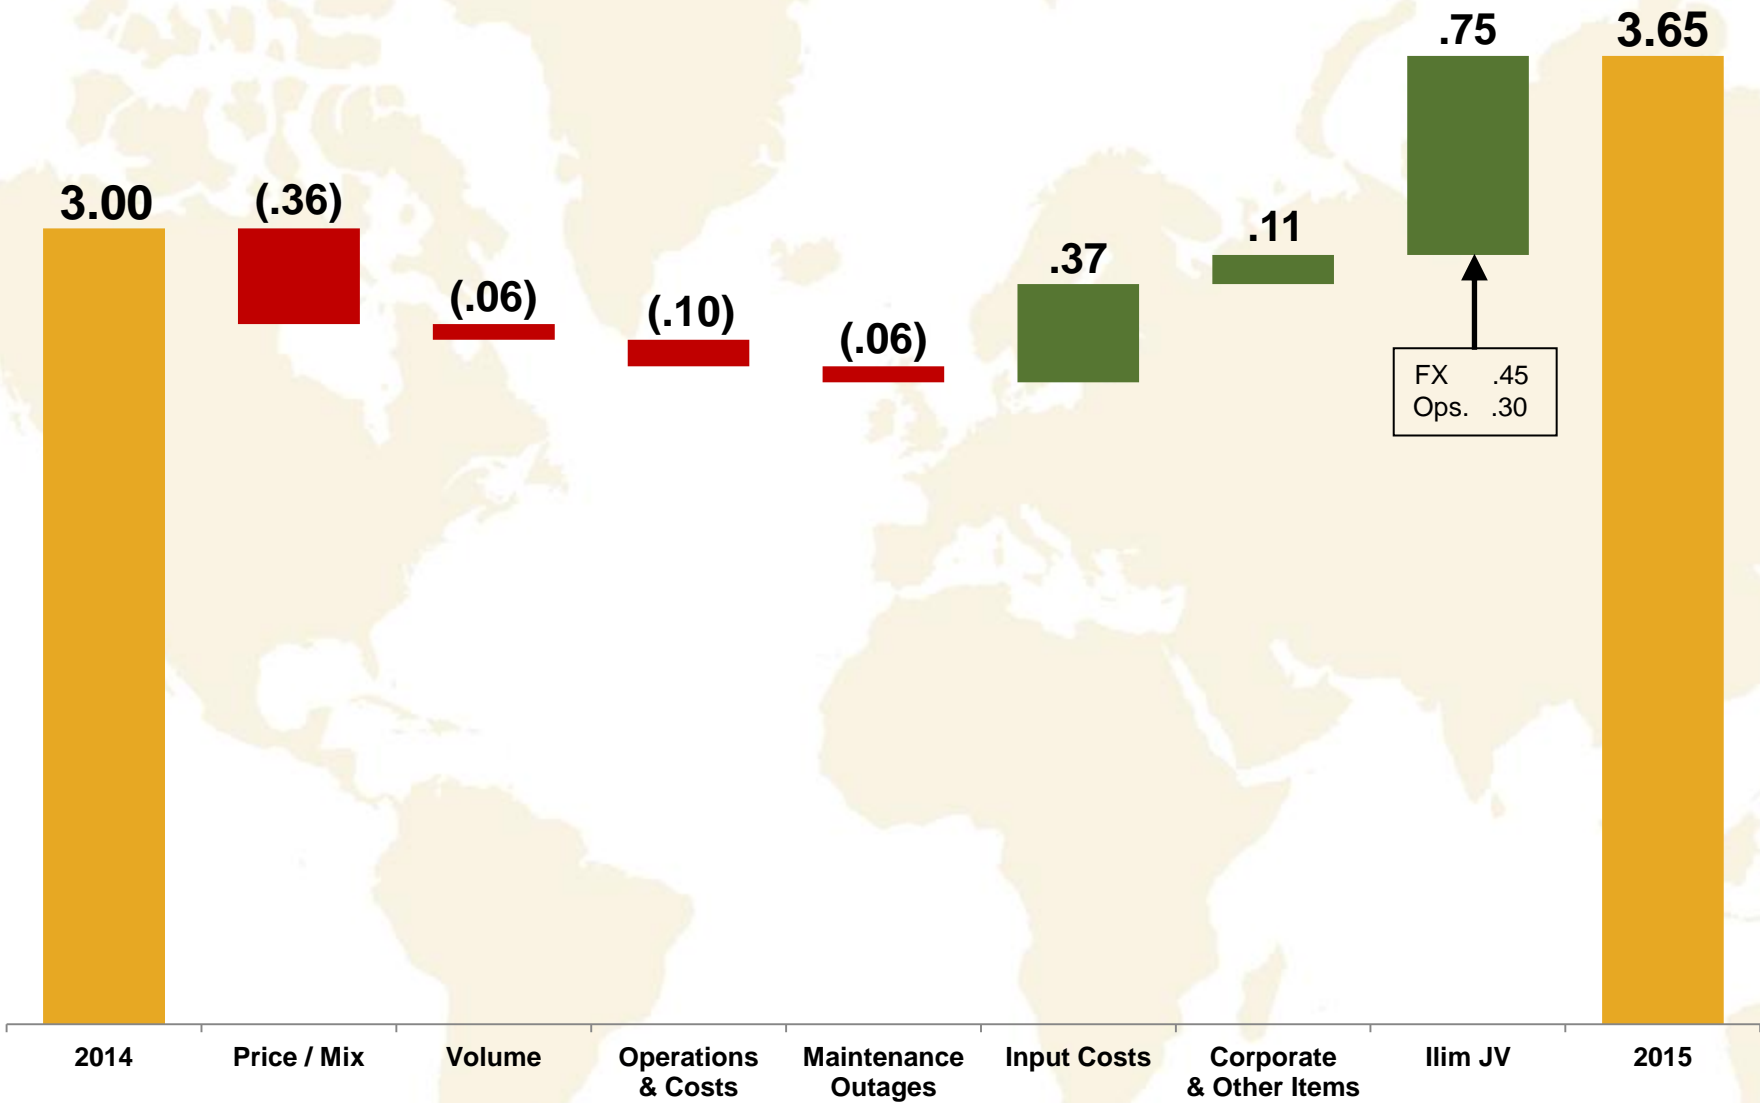 3.00
(.36)
(.06)
(.10)
(.06)
.37
.11
.75
3.65
FX .45
Ops. .30
2014
Price / Mix
Volume
Operations
& Costs
Maintenance
Outages
Input Costs
Corporate
& Other Items
Ilim JV
2015